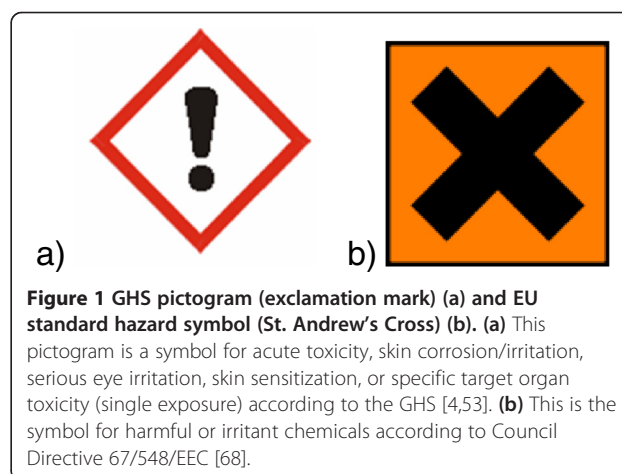 a)
b)
Figure 1 GHS pictogram (exclamation mark) (a) and EU
standard hazard symbol (St. Andrew's Cross) (b). (a) This
pictogram is a symbol for acute toxicity, skin corrosion/irritation,
serious eye irritation, skin sensitization, or specific target organ
toxicity (single exposure) according to the GHS [4,53]. (b) This is the
symbol for harmful or irritant chemicals according to Council
Directive 67/548/EEC [68].